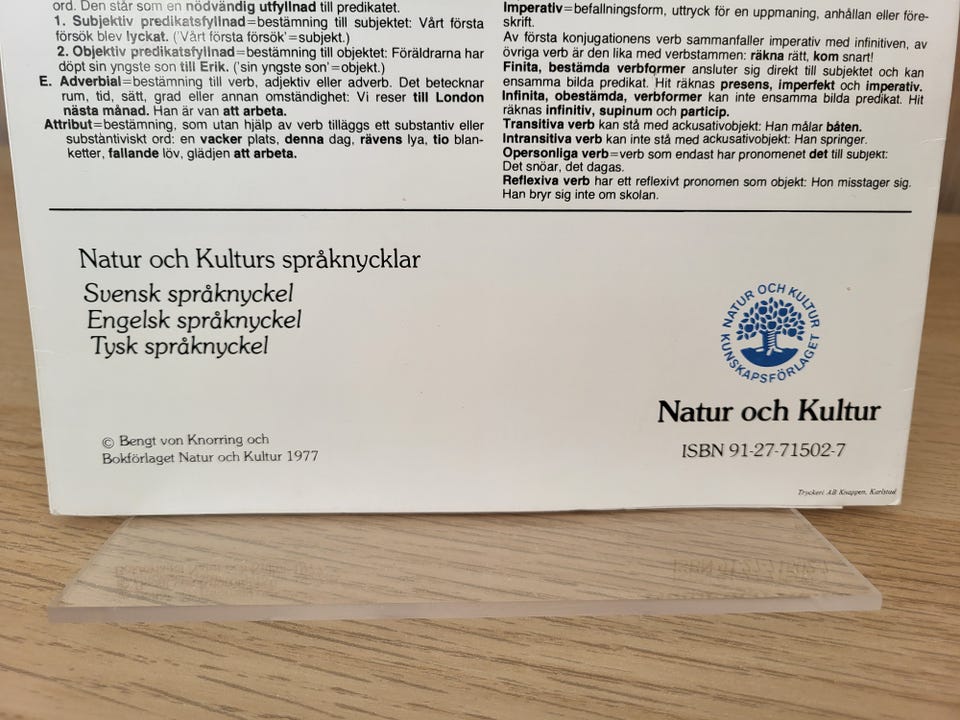 ord. Den står som en nödvändig utfyllnad till predikatet.
1. Subjektiv predikatsfyllnad=bestämning till subjektet: Vårt första
försök blev lyckat. ('Vårt första försök'=subjekt.)
2. Objektiv predikatsfyllnad=bestämning till objektet: Föräldrarna har
döpt sin yngste son till Erik. ('sin yngste son'=objekt.)
E. Adverbial=bestämning till verb, adjektiv eller adverb. Det betecknar
rum, tid, sätt, grad eller annan omständighet: Vi reser till London
nästa månad. Han är van att arbeta.
Attribut=bestämning, som utan hjälp av verb tilläggs ett substantiv eller
substantiviskt ord: en vacker plats, denna dag, rävens lya, tio blan-
ketter, fallande löv, glädjen att arbeta.
Imperativ=befallningsform, uttryck för en uppmaning, anhållan eller före-
skrift.
Av första konjugationens verb sammanfaller imperativ med infinitiven, av
övriga verb är den lika med verbstammen: räkna rätt, kom snart!
Finita, bestämda verbformer ansluter sig direkt till subjektet och kan
ensamma bilda predikat. Hit räknas presens, imperfekt och imperativ.
Infinita, obestämda, verbformer kan inte ensamma bilda predikat. Hit
räknas infinitiv, supinum och particip.
Transitiva verb kan stå med ackusativobjekt: Han målar båten.
Intransitiva verb kan inte stå med ackusativobjekt: Han springer.
Opersonliga verb=verb som endast har pronomenet det till subjekt:
Det snöar, det dagas.
Reflexiva verb har ett reflexivt pronomen som objekt: Hon misstager sig.
Han bryr sig inte om skolan.
Natur och Kulturs språknycklar
Svensk språknyckel
Engelsk språknyckel
Tysk språknyckel
© Bengt von Knorring och
Bokförlaget Natur och Kultur 1977
NATUR OCH KULTUR
KUNSKAPSFÖRLAGET
Natur och Kultur
ISBN 91-27-71502-7
Tryckeri AB Knappen, Karlstad